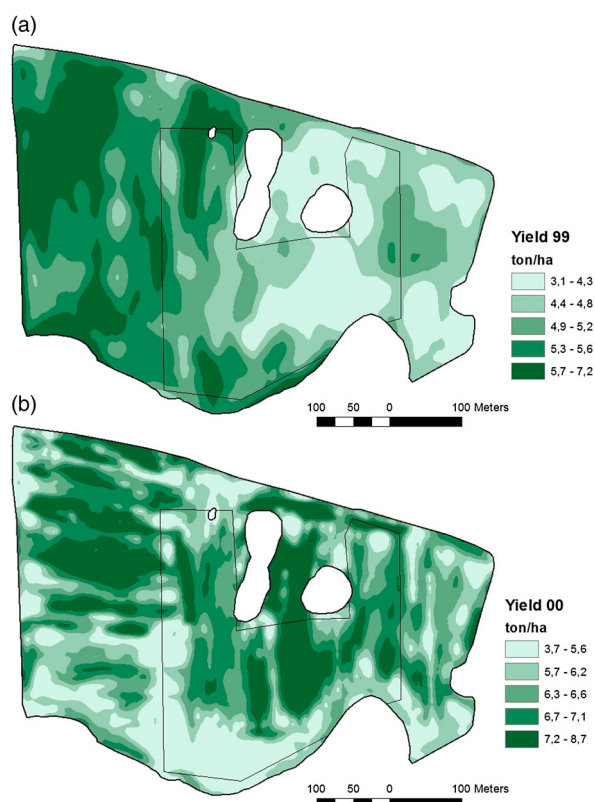 (a)
Yield 99
ton/ha
3,1 - 4,3
4,4 - 4,8
4,9 - 5,2
5,3 - 5,6
5,7 - 7,2
100 50 0 100 Meters
(b)
Yield 00
ton/ha
3,7 - 5,6
5,7 - 6,2
6,3 - 6,6
6,7 - 7,1
7,2 - 8,7
100 50 0 100 Meters